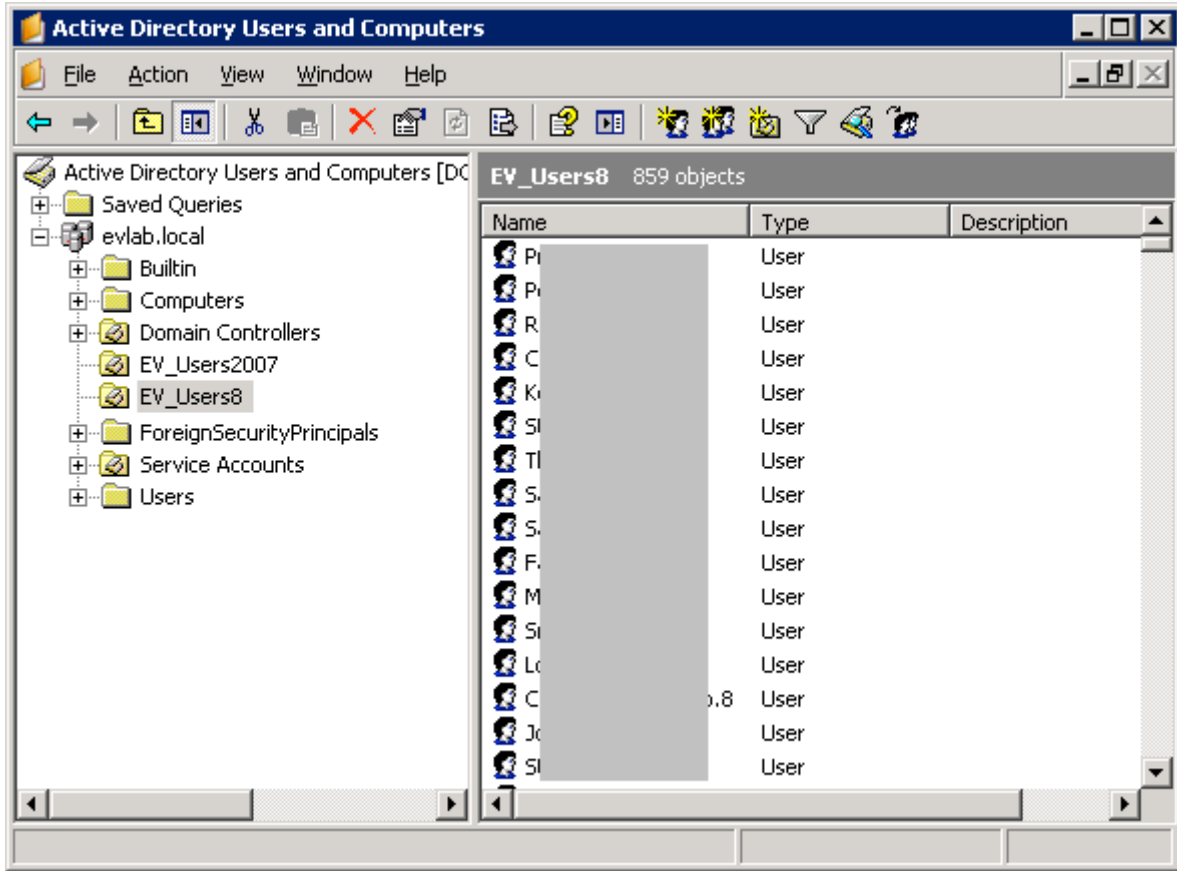 Active Directory Users and Computers
File Action View Window Help
Active Directory Users and Computers [DC
Saved Queries
evlab.local
Builtin
Computers
Domain Controllers
EV_Users2007
EV_Users8
ForeignSecurityPrincipals
Service Accounts
Users
EV_Users8 859 objects
Name Type Description
User
User
R User
C User
User
User
User
S. User
S. User
F. User
M User
User
User
C .8 User
User
User